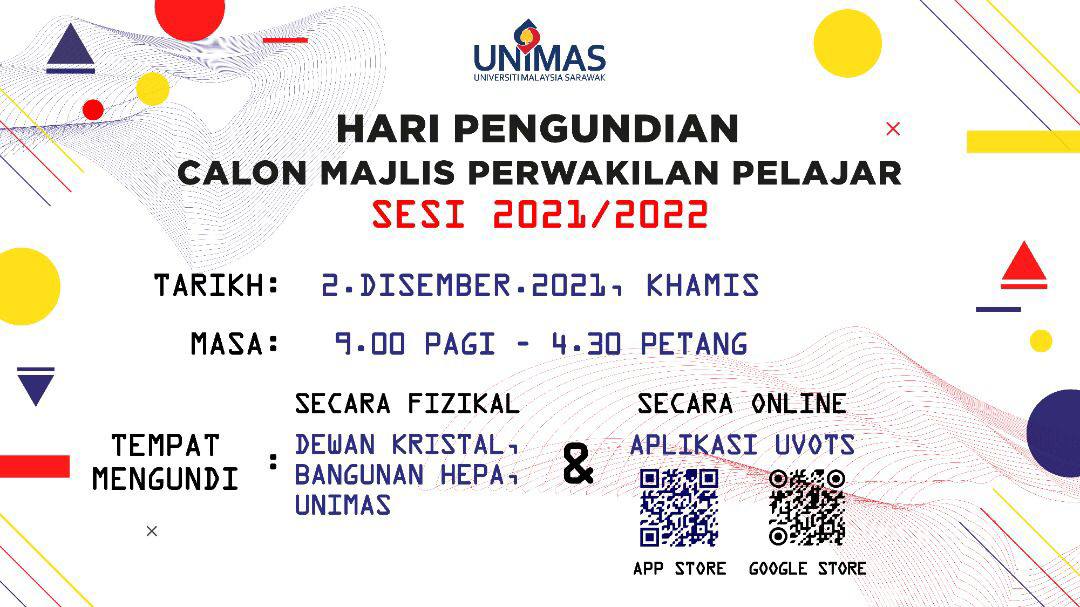 UNIMAS
UNIVERSITI MALAYSIA SARAWAK
HARI PENGUNDIAN
CALON MAJLIS PERWAKILAN PELAJAR
SESI 2021/2022
TARIKH: 2.DISEMBER.2021, KHAMIS
MASA: 9.00 PAGI - 4.30 PETANG
TEMPAT
MENGUNDI :
SECARA FIZIKAL
DEWAN KRISTAL,
BANGUNAN HEPA,
UNIMAS
&
SECARA ONLINE
APLIKASI UVOTS
APP STORE
GOOGLE STORE